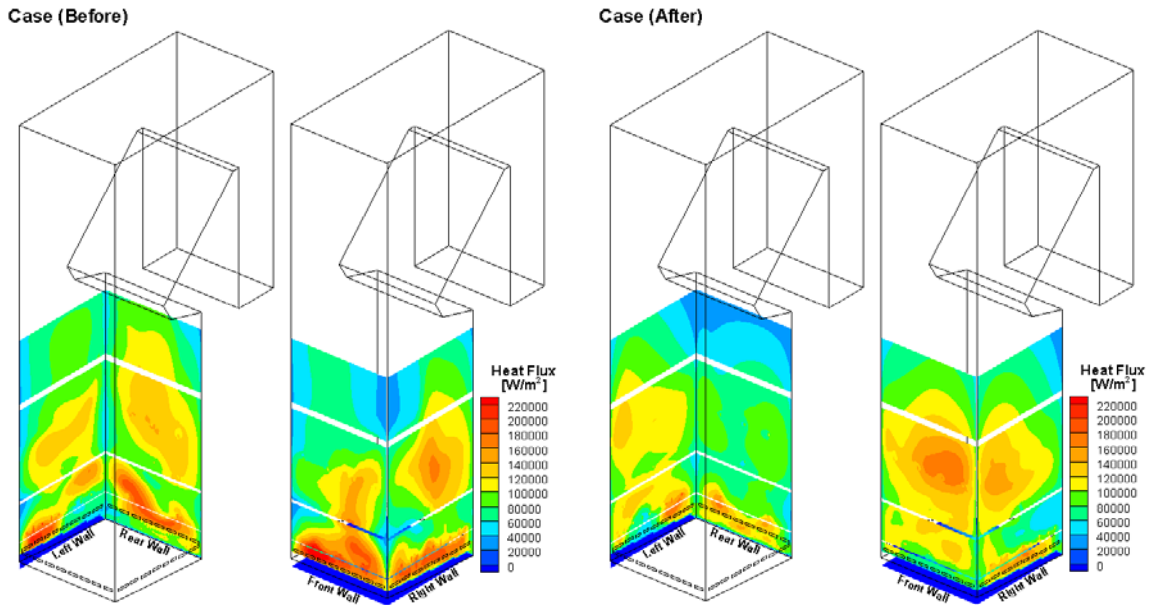 Case (Before)
Case (After)
Heat Flux
[W/m²]
220000
200000
180000
160000
140000
120000
100000
80000
60000
40000
20000
0
Left Wall
Rear Wall
Front Wall
Right Wall
Heat Flux
[W/m²]
220000
200000
180000
160000
140000
120000
100000
80000
60000
40000
20000
0
Left Wall
Rear Wall
Front Wall
Right Wall